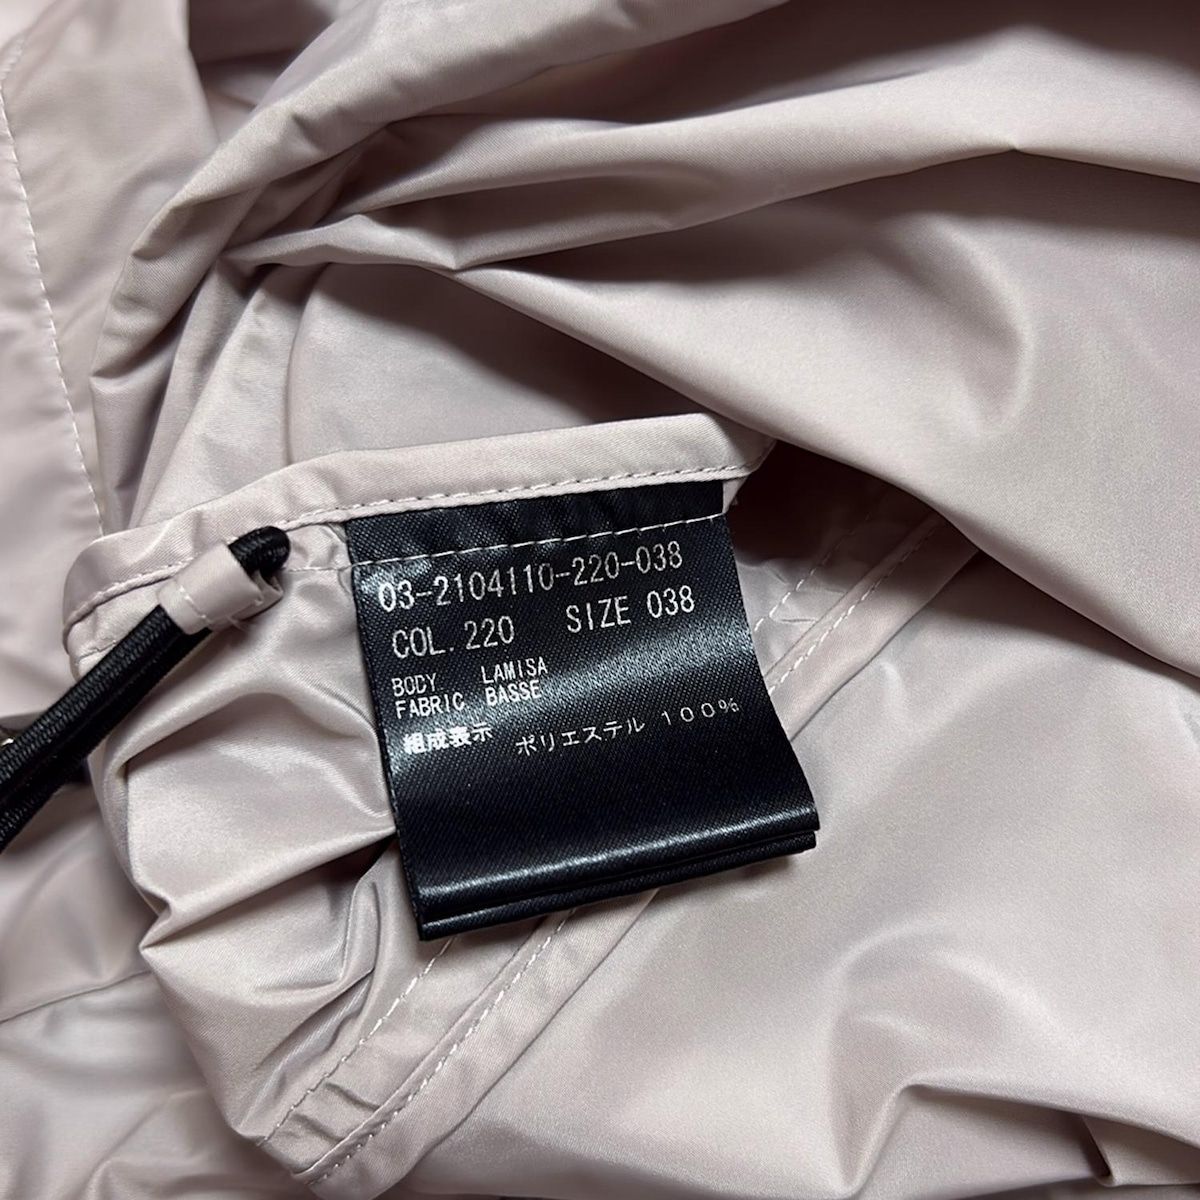 03-2104110-220-038
COL. 220 SIZE 038
BODY LAMISA
FABRIC BASSE
組成表示 ポリエステル 100%